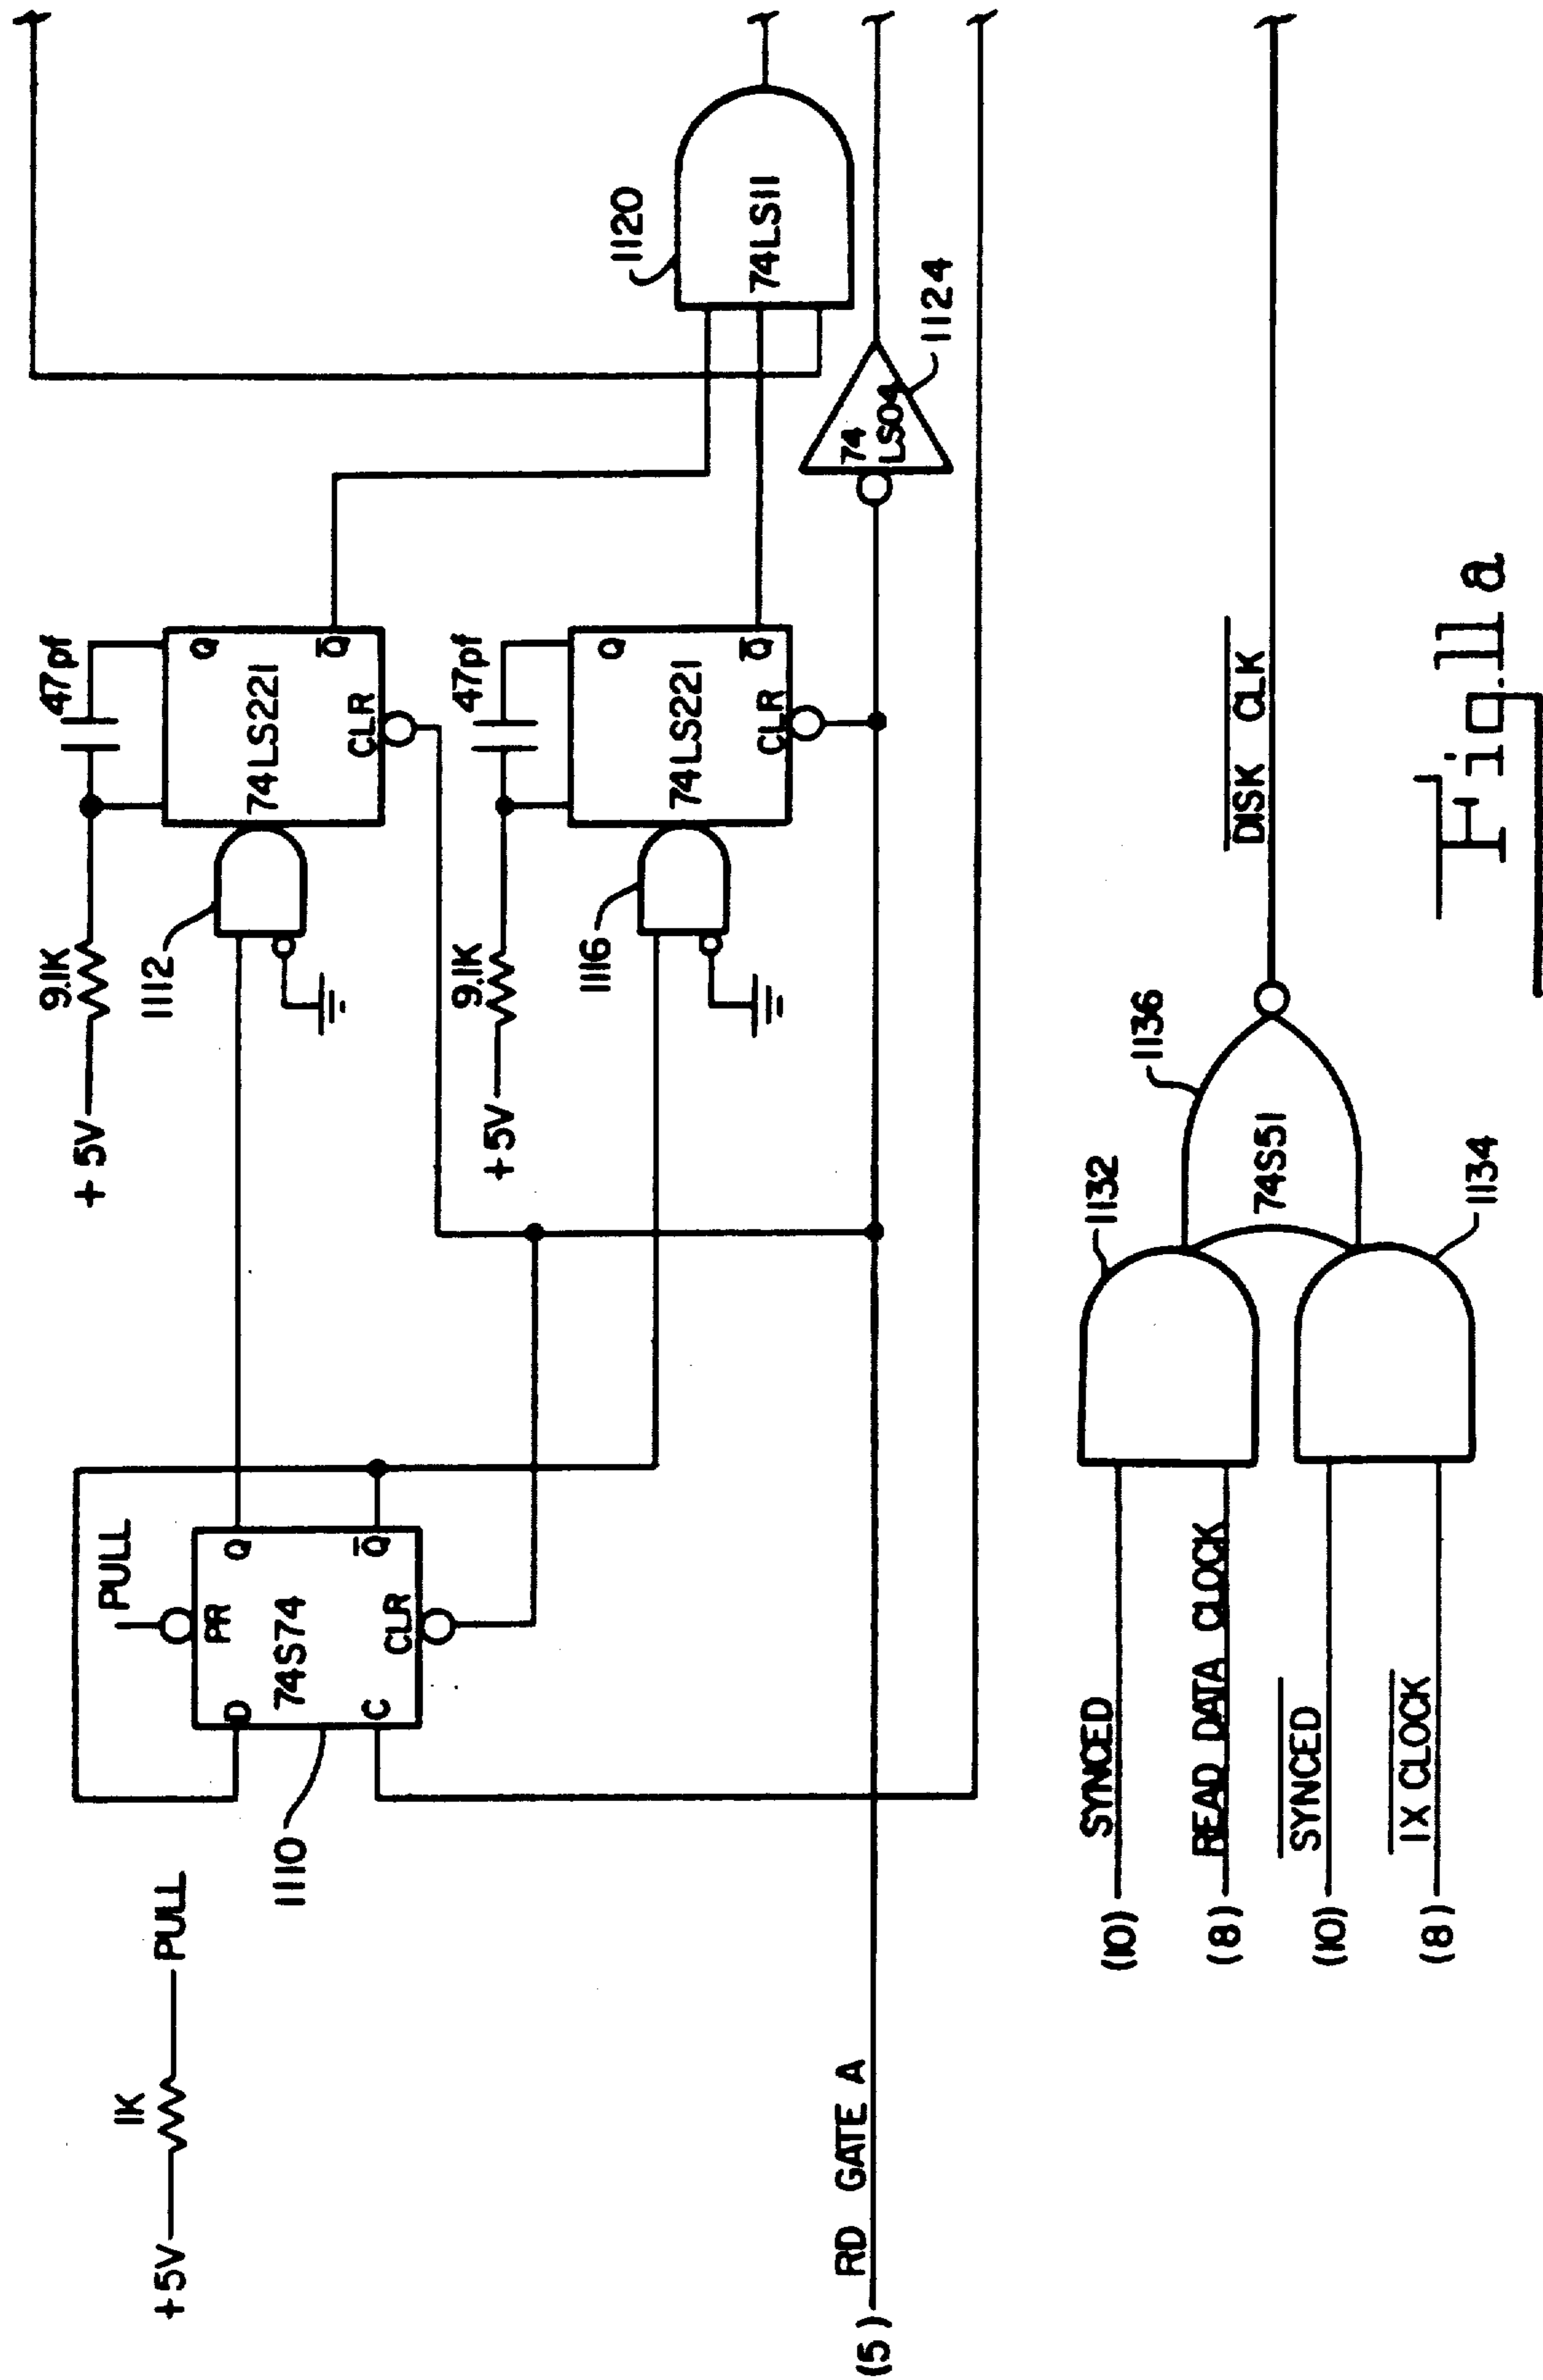 +5V
1K
PULL
1110
PULL
D
PR
Q
74S74
C
CLR
Q
+5V
9.1K
47pf
1112
Q
74LS221
CLR
Q
+5V
9.1K
47pf
1116
Q
74LS221
CLR
Q
1120
74LS11
(5) RD GATE A
74
LS04
1124
(10) SYNCED
(8) READ DATA CLOCK
(10) SYNCED
(8) 1X CLOCK
1132
1134
1136
74S51
DISK CLK
Fig.11a